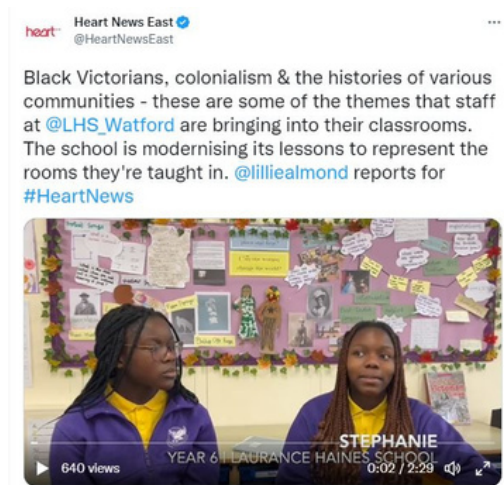 heart
Heart News East
@HeartNewsEast
Black Victorians, colonialism & the histories of various
communities - these are some of the themes that staff
at @LHS_Watford are bringing into their classrooms.
The school is modernising its lessons to represent the
rooms they're taught in. @lilliealmond reports for
#HeartNews
STEPHANIE
YEAR 6 | LAURANCE HAINES SCHOOL
640 views
0:02 / 2:29